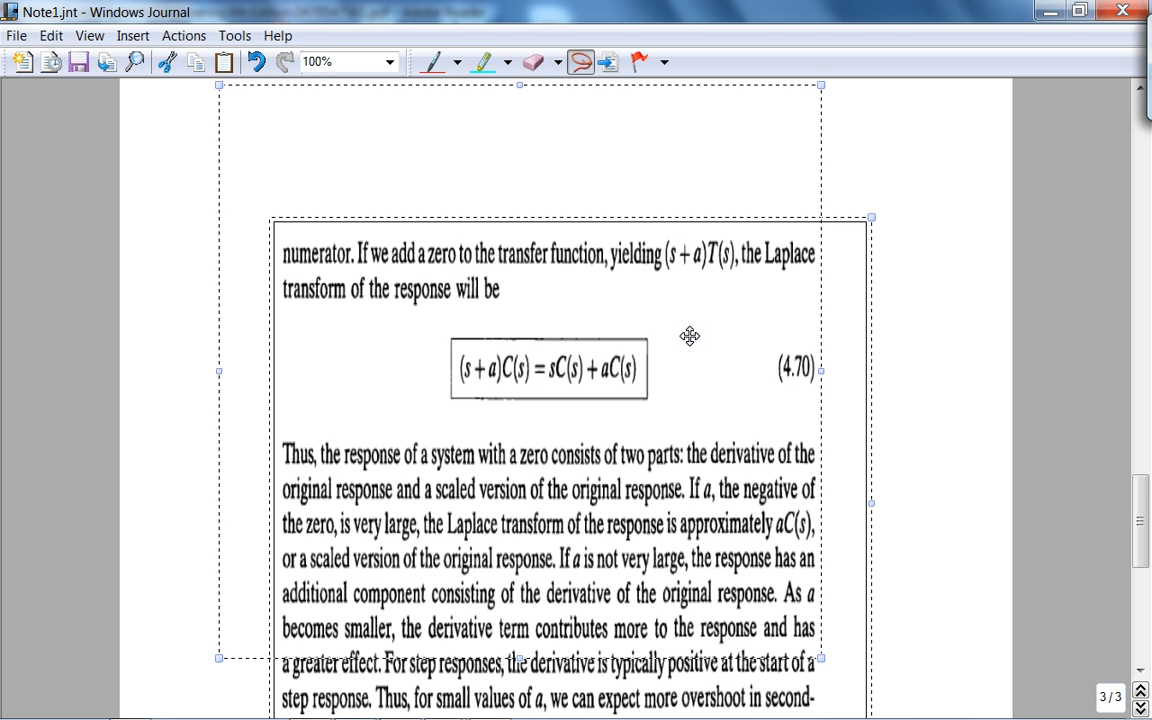 Note1.jnt - Windows Journal
File Edit View Insert Actions Tools Help
100%
numerator. If we add a zero to the transfer function, yielding (s + a)T(s), the Laplace
transform of the response will be
(s + a)C(s) = sC(s) + aC(s)
(4.70)
Thus, the response of a system with a zero consists of two parts: the derivative of the
original response and a scaled version of the original response. If a, the negative of
the zero, is very large, the Laplace transform of the response is approximately aC(s),
or a scaled version of the original response. If a is not very large, the response has an
additional component consisting of the derivative of the original response. As a
becomes smaller, the derivative term contributes more to the response and has
a greater effect. For step responses, the derivative is typically positive at the start of a
step response. Thus, for small values of a, we can expect more overshoot in second-
3 / 3